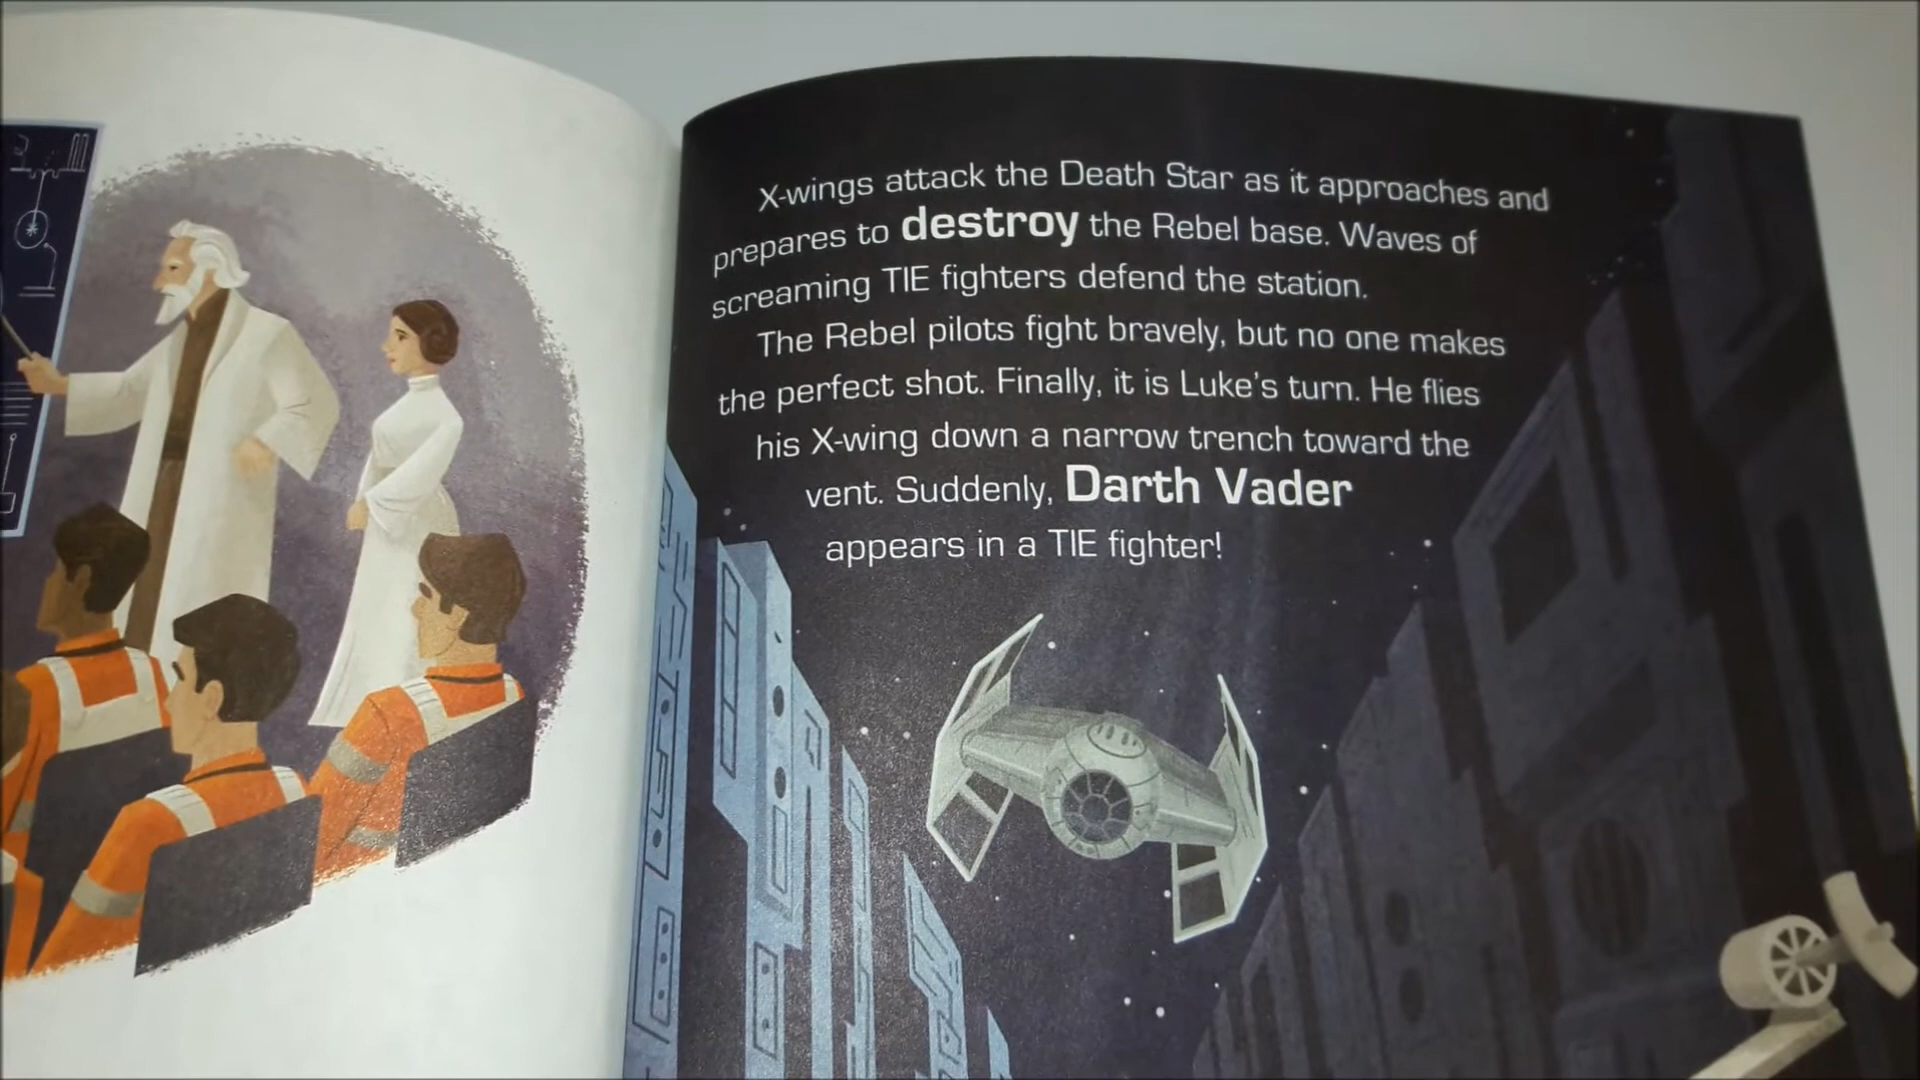 X-wings attack the Death Star as it approaches and
prepares to destroy the Rebel base. Waves of
screaming TIE fighters defend the station.
The Rebel pilots fight bravely, but no one makes
the perfect shot. Finally, it is Luke's turn. He flies
his X-wing down a narrow trench toward the
vent. Suddenly, Darth Vader
appears in a TIE fighter!